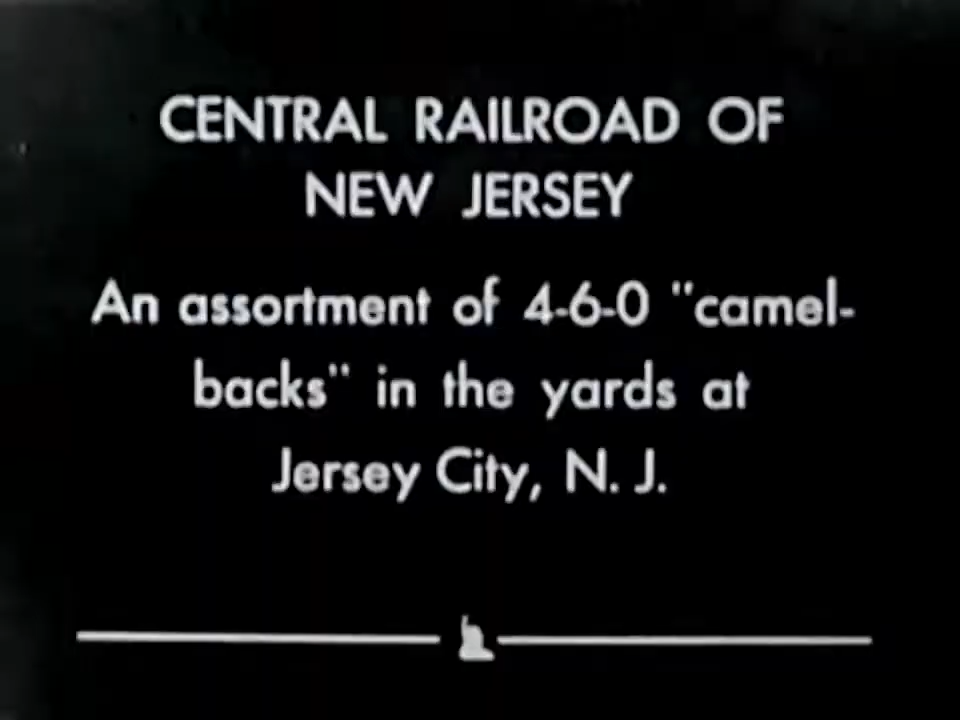 CENTRAL RAILROAD OF
NEW JERSEY
An assortment of 4-6-0 "camel-
backs" in the yards at
Jersey City, N. J.